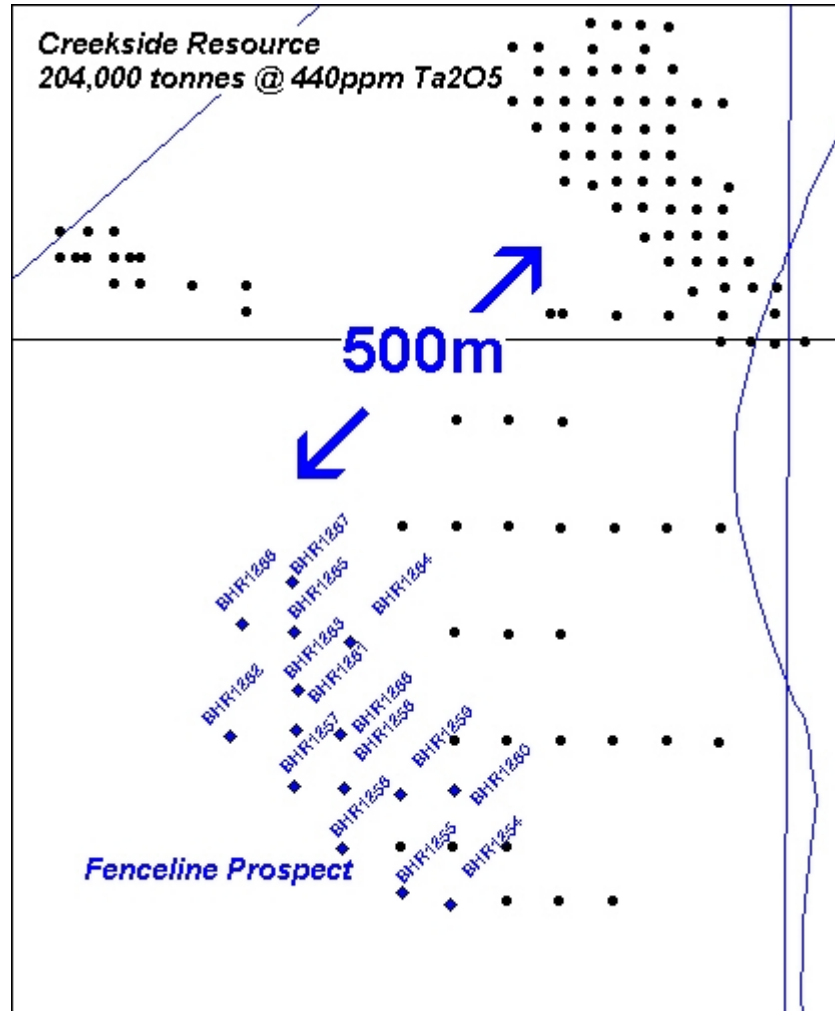 Creekside Resource
204,000 tonnes @ 440ppm Ta2O5
500m
BHR1267
BHR1266
BHR1265
BHR1264
BHR1263
BHR1261
BHR1262
BHR1268
BHR1257
BHR1258
BHR1259
BHR1260
BHR1256
BHR1255
BHR1254
Fenceline Prospect